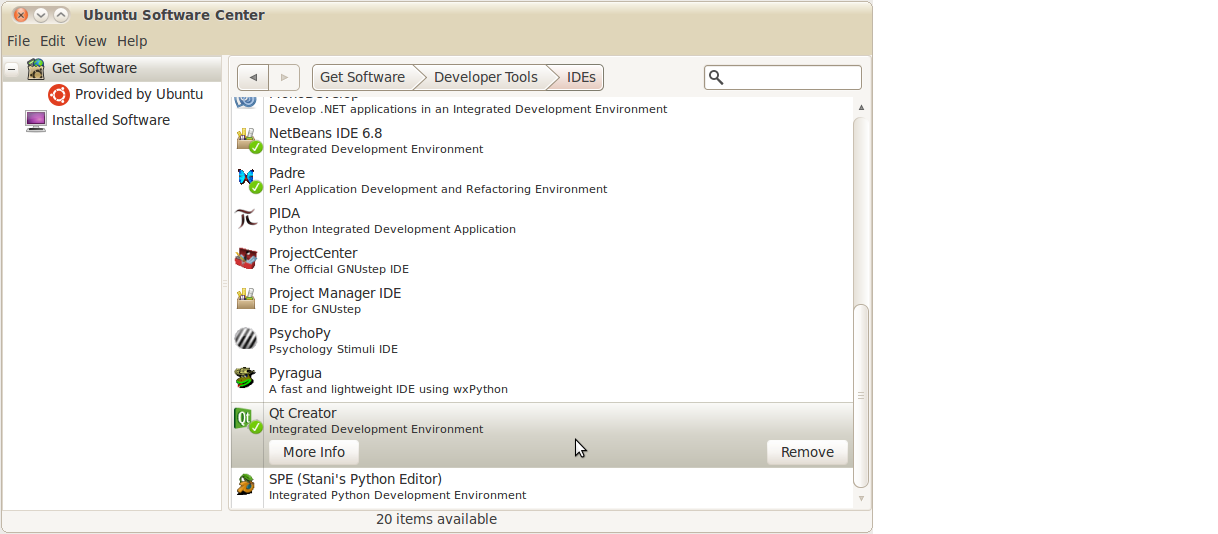 Ubuntu Software Center
File Edit View Help
Get Software
Provided by Ubuntu
Installed Software
Get Software Developer Tools IDEs
MonoDevelop
Develop .NET applications in an Integrated Development Environment
NetBeans IDE 6.8
Integrated Development Environment
Padre
Perl Application Development and Refactoring Environment
PIDA
Python Integrated Development Application
ProjectCenter
The Official GNUstep IDE
Project Manager IDE
IDE for GNUstep
PsychoPy
Psychology Stimuli IDE
Pyragua
A fast and lightweight IDE using wxPython
Qt Creator
Integrated Development Environment
More Info Remove
SPE (Stani's Python Editor)
Integrated Python Development Environment
20 items available